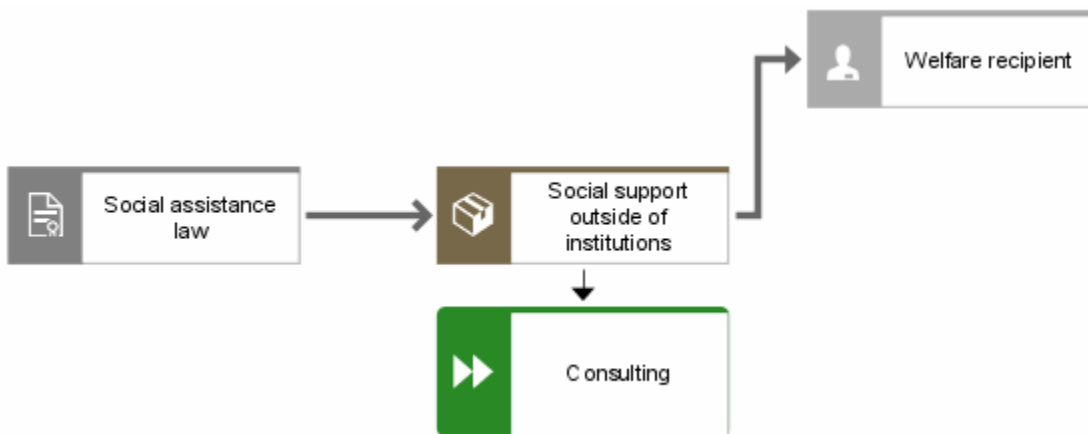 Welfare recipient
Social assistance
law
Social support
outside of
institutions
Consulting